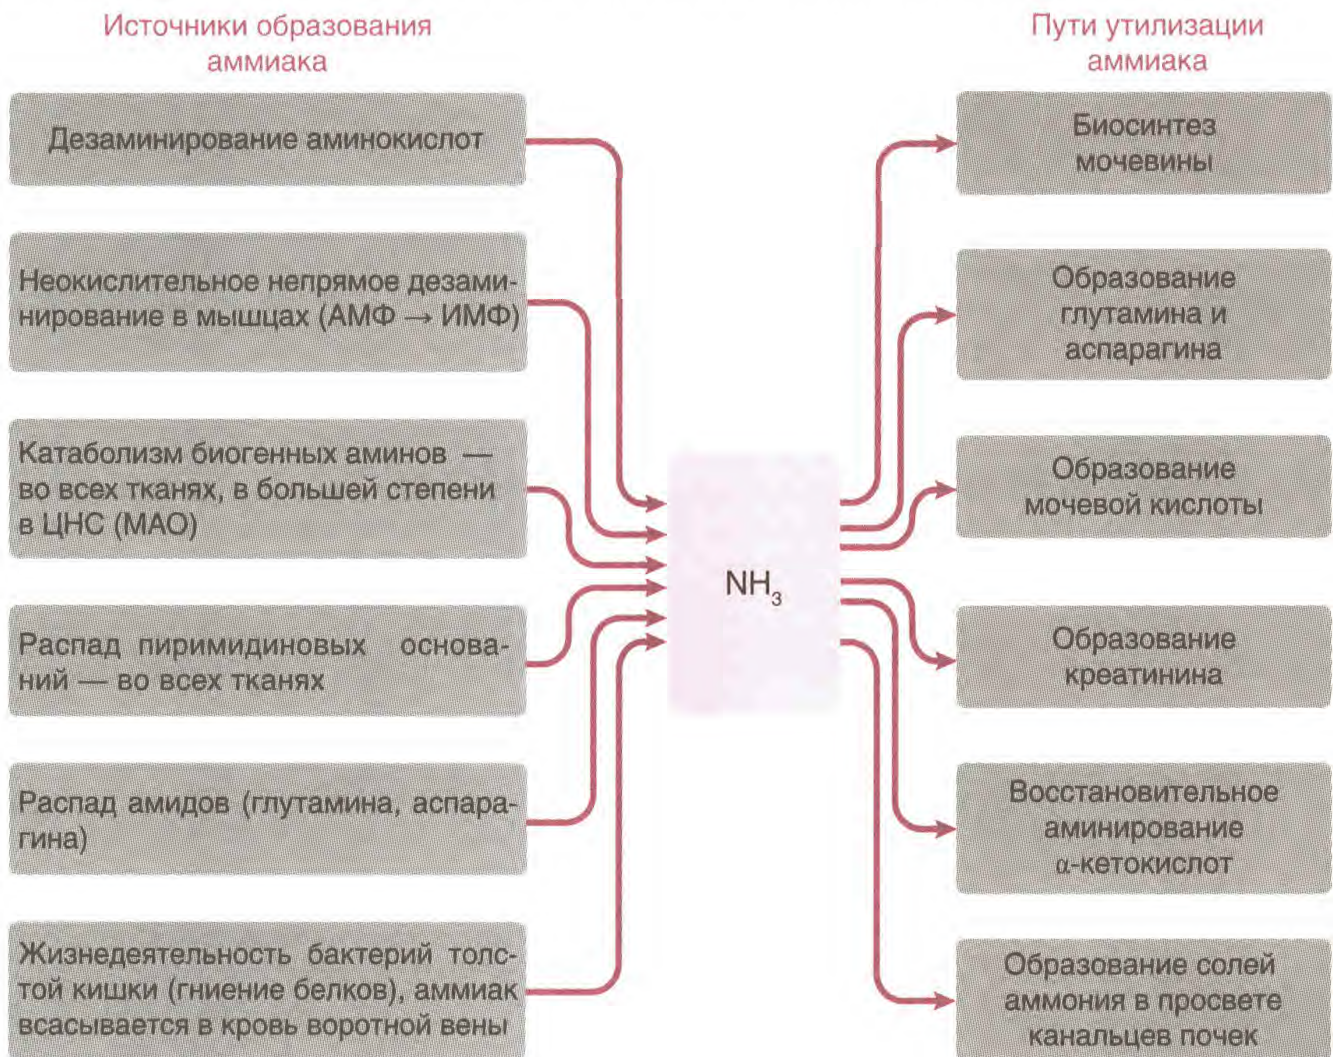 Источники образования
аммиака
Дезаминирование аминокислот
Неокислительное непрямое дезами-
нирование в мышцах (АМФ → ИМФ)
Катаболизм биогенных аминов —
во всех тканях, в большей степени
в ЦНС (МАО)
Распад пиримидиновых основа-
ний — во всех тканях
Распад амидов (глутамина, аспара-
гина)
Жизнедеятельность бактерий толс-
той кишки (гниение белков), аммиак
всасывается в кровь воротной вены
NH₃
Пути утилизации
аммиака
Биосинтез
мочевины
Образование
глутамина и
аспарагина
Образование
мочевой кислоты
Образование
креатинина
Восстановительное
аминирование
α-кетокислот
Образование солей
аммония в просвете
канальцев почек